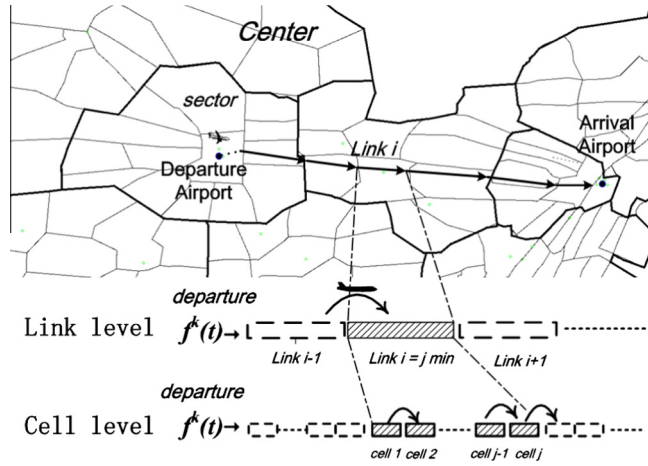 Center
sector
Link i
Arrival
Airport
Departure
Airport
departure
Link level f^k(t)→
Link i-1 Link i = j min Link i+1
departure
Cell level f^k(t)→
cell 1 cell 2 cell j-1 cell j